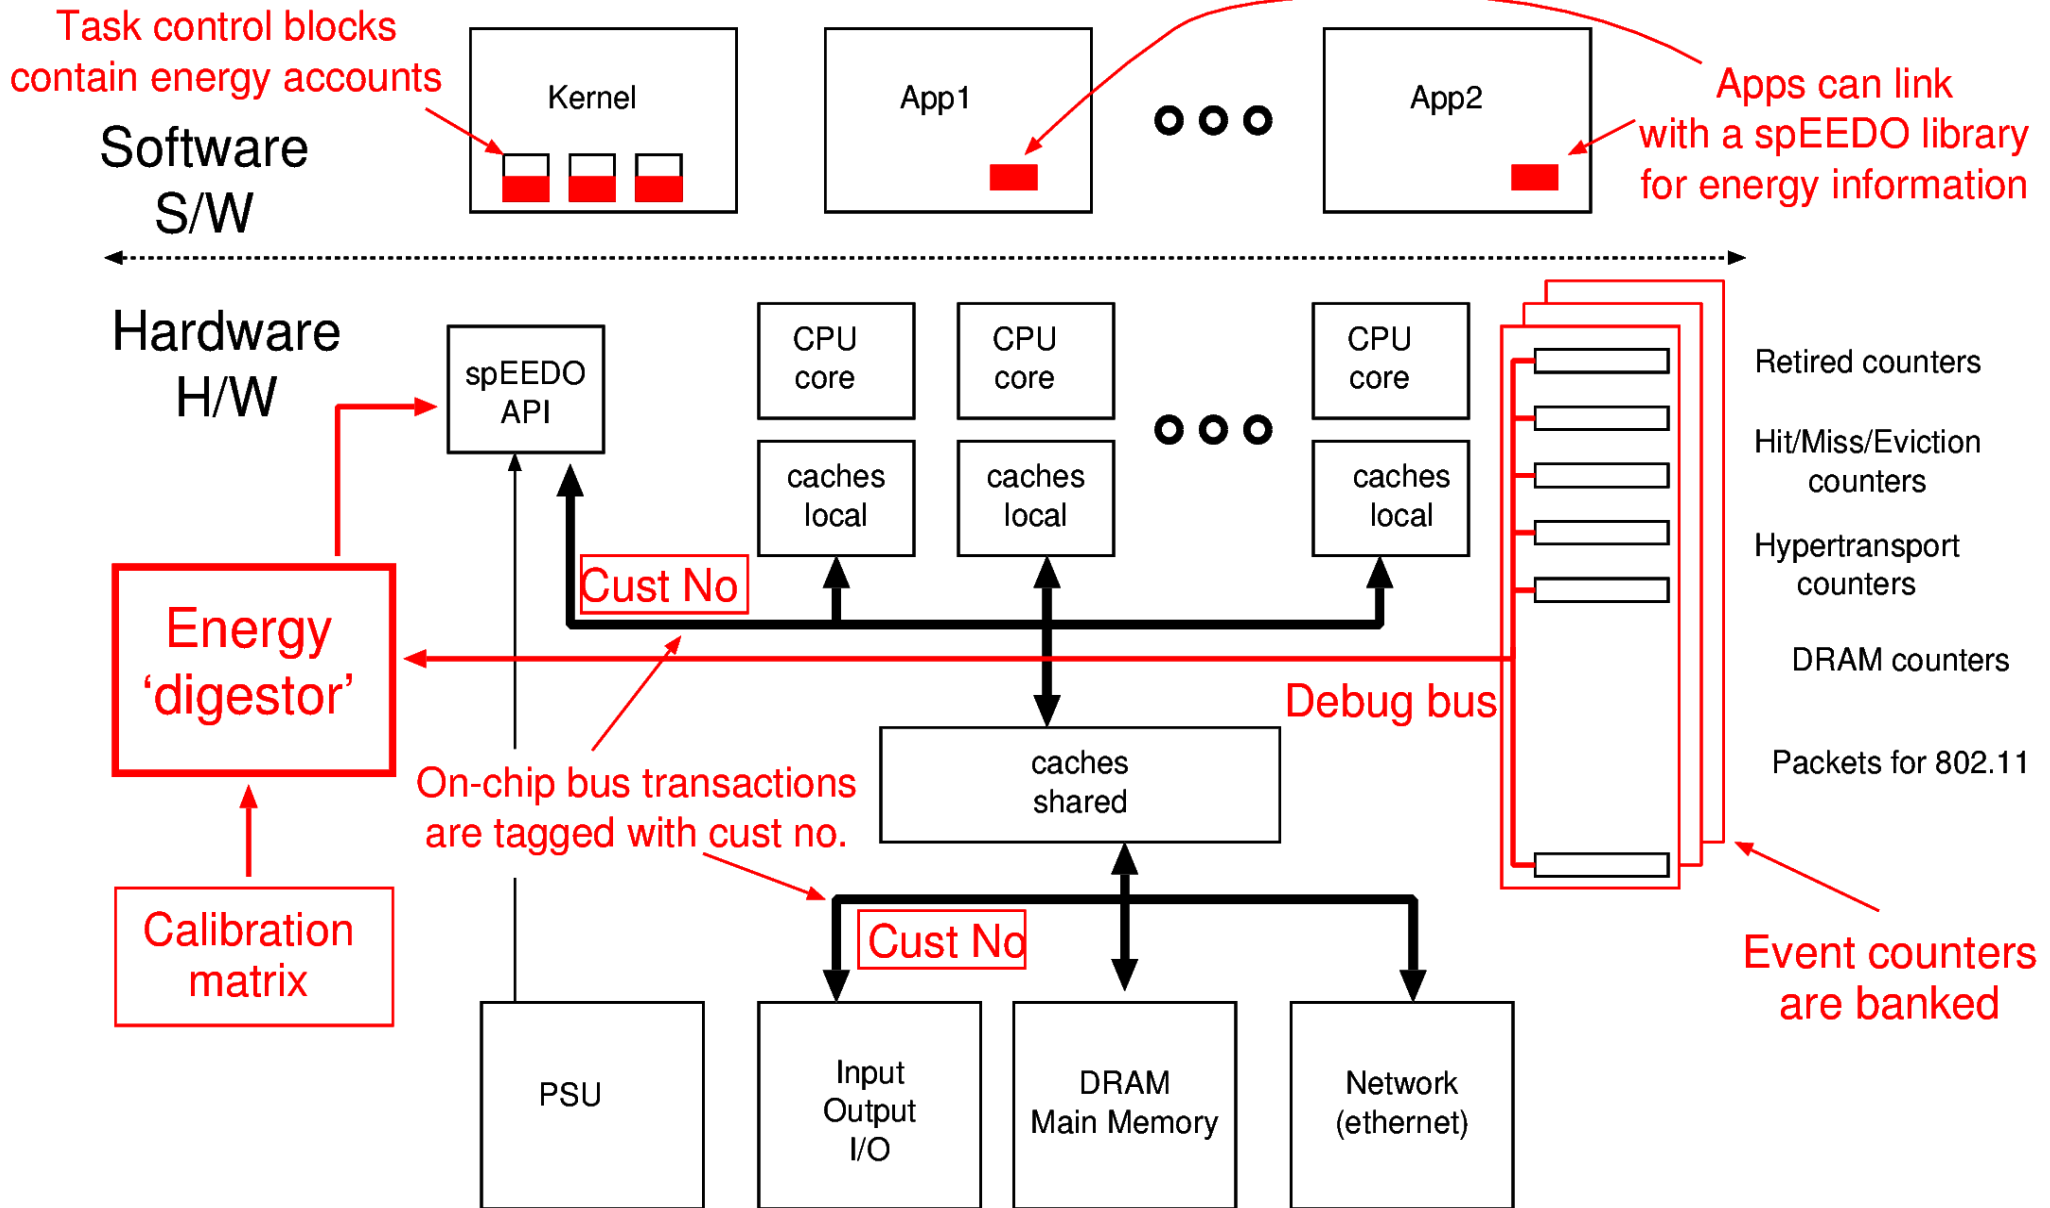 Task control blocks
contain energy accounts
Software
S/W
Kernel
App1
App2
Apps can link
with a spEEDO library
for energy information
Hardware
H/W
spEEDO
API
CPU
core
CPU
core
CPU
core
caches
local
caches
local
caches
local
Retired counters
Hit/Miss/Eviction
counters
Hypertransport
counters
DRAM counters
Packets for 802.11
Cust No
Energy
‘digestor’
Debug bus
On-chip bus transactions
are tagged with cust no.
caches
shared
Calibration
matrix
Cust No
Event counters
are banked
PSU
Input
Output
I/O
DRAM
Main Memory
Network
(ethernet)